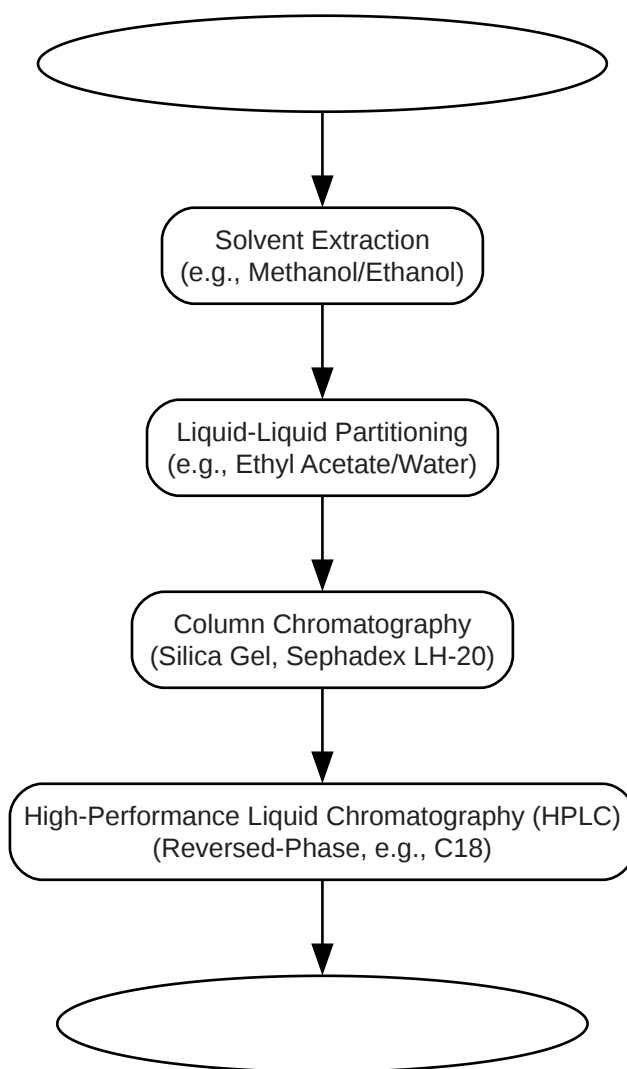 Solvent Extraction
(e.g., Methanol/Ethanol)
Liquid-Liquid Partitioning
(e.g., Ethyl Acetate/Water)
Column Chromatography
(Silica Gel, Sephadex LH-20)
High-Performance Liquid Chromatography (HPLC)
(Reversed-Phase, e.g., C18)